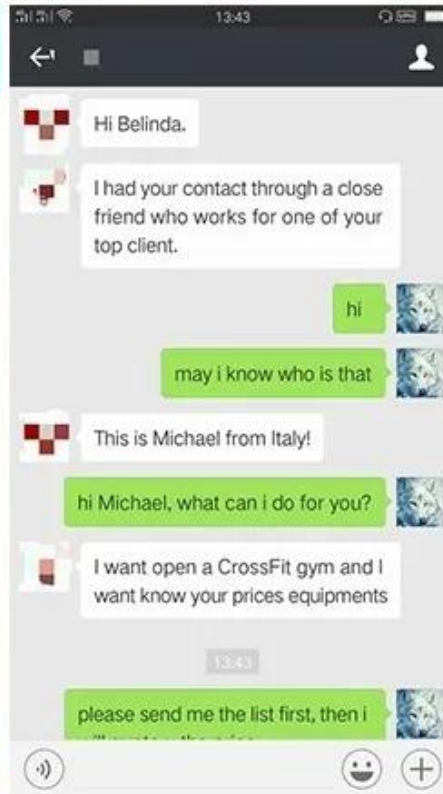 13:43
Hi Belinda.
I had your contact through a close
friend who works for one of your
top client.
hi
may i know who is that
This is Michael from Italy!
hi Michael, what can i do for you?
I want open a CrossFit gym and I
want know your prices equipments
13:43
please send me the list first, then i